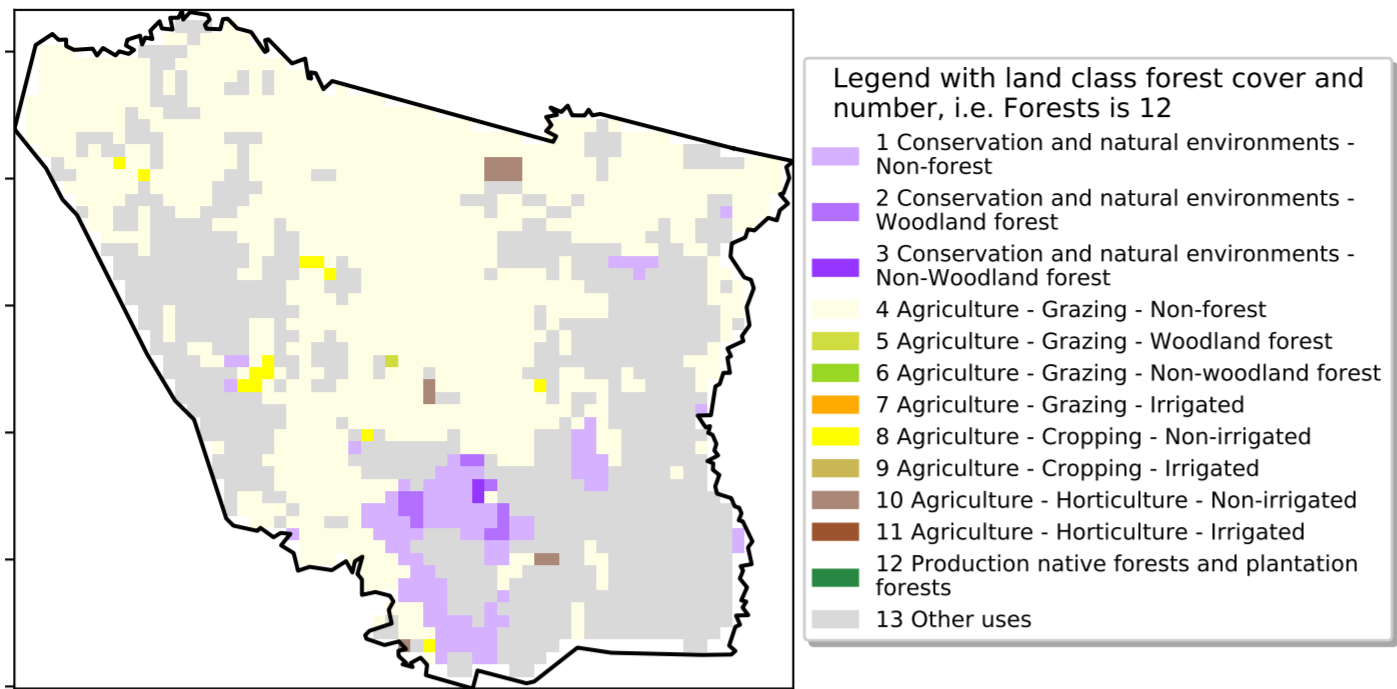 Legend with land class forest cover and
number, i.e. Forests is 12
1 Conservation and natural environments -
Non-forest
2 Conservation and natural environments -
Woodland forest
3 Conservation and natural environments -
Non-Woodland forest
4 Agriculture - Grazing - Non-forest
5 Agriculture - Grazing - Woodland forest
6 Agriculture - Grazing - Non-woodland forest
7 Agriculture - Grazing - Irrigated
8 Agriculture - Cropping - Non-irrigated
9 Agriculture - Cropping - Irrigated
10 Agriculture - Horticulture - Non-irrigated
11 Agriculture - Horticulture - Irrigated
12 Production native forests and plantation
forests
13 Other uses